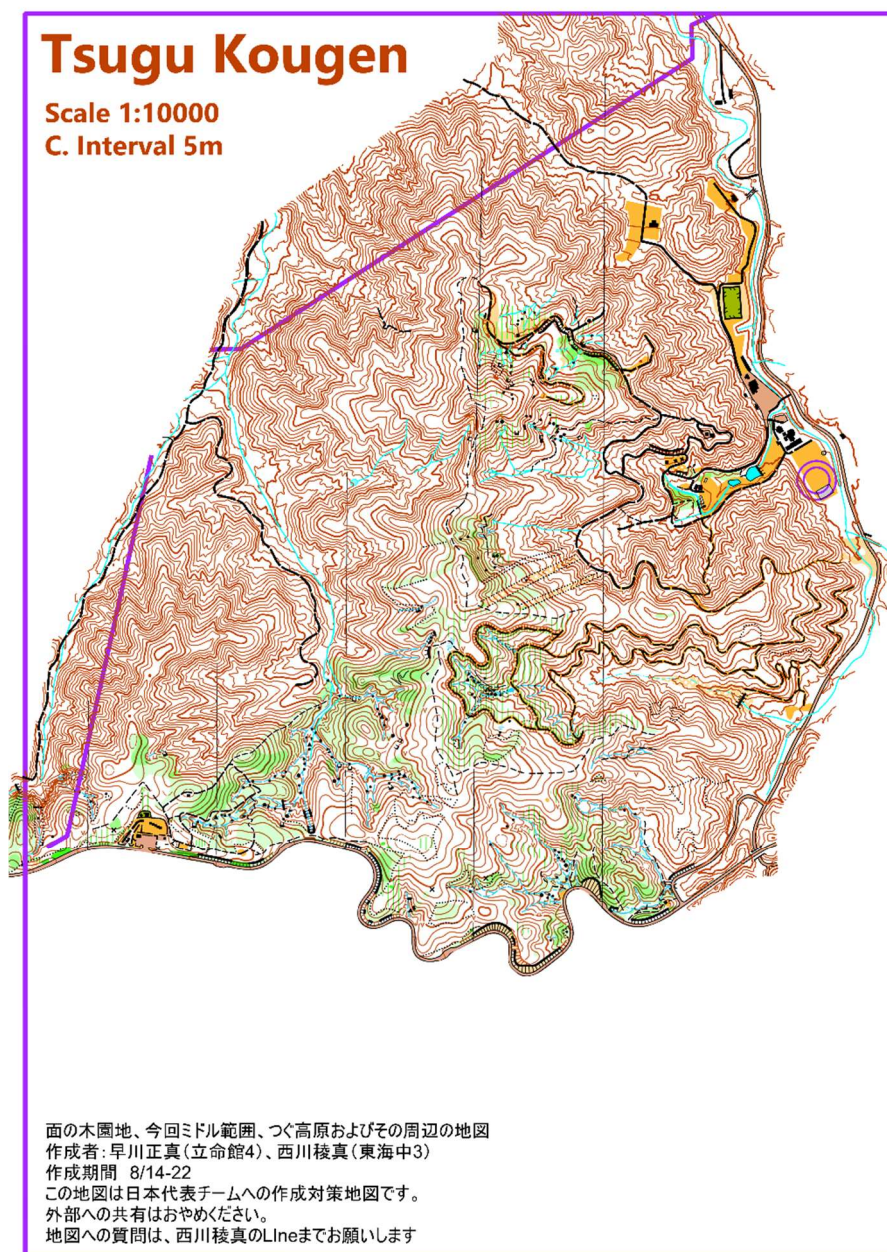 Tsugu Kougen
Scale 1:10000
C. Interval 5m
面の木園地、今回ミドル範囲、つぐ高原およびその周辺の地図
作成者：早川正真(立命館4)、西川稜真(東海中3)
作成期間 8/14-22
この地図は日本代表チームへの作成対策地図です。
外部への共有はおやめください。
地図への質問は、西川稜真のLIneまでお願いします